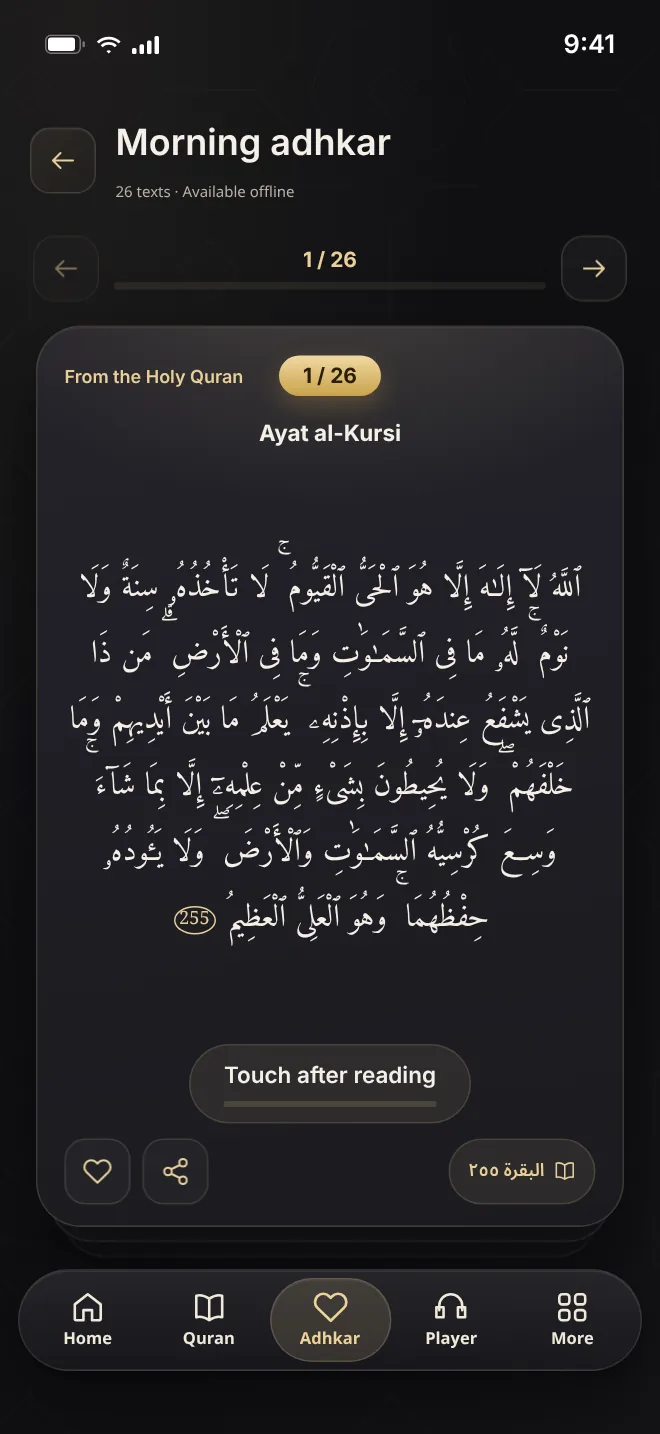 9:41
Morning adhkar
26 texts · Available offline
1 / 26
From the Holy Quran
1 / 26
Ayat al-Kursi
ٱللَّهُ لَآ إِلَـٰهَ إِلَّا هُوَ ٱلْحَىُّ ٱلْقَيُّومُ ۚ لَا تَأْخُذُهُۥ سِنَةٌ وَلَا
نَوْمٌ ۚ لَّهُۥ مَا فِى ٱلسَّمَـٰوَٰتِ وَمَا فِى ٱلْأَرْضِ ۗ مَن ذَا
ٱلَّذِى يَشْفَعُ عِندَهُۥٓ إِلَّا بِإِذْنِهِۦ ۚ يَعْلَمُ مَا بَيْنَ أَيْدِيهِمْ وَمَا
خَلْفَهُمْ ۖ وَلَا يُحِيطُونَ بِشَىْءٍ مِّنْ عِلْمِهِۦٓ إِلَّا بِمَا شَآءَ ۚ
وَسِعَ كُرْسِيُّهُ ٱلسَّمَـٰوَٰتِ وَٱلْأَرْضَ ۖ وَلَا يَـُٔودُهُۥ
حِفْظُهُمَا ۚ وَهُوَ ٱلْعَلِىُّ ٱلْعَظِيمُ 255
Touch after reading
البقرة ٢٥٥
Home
Quran
Adhkar
Player
More